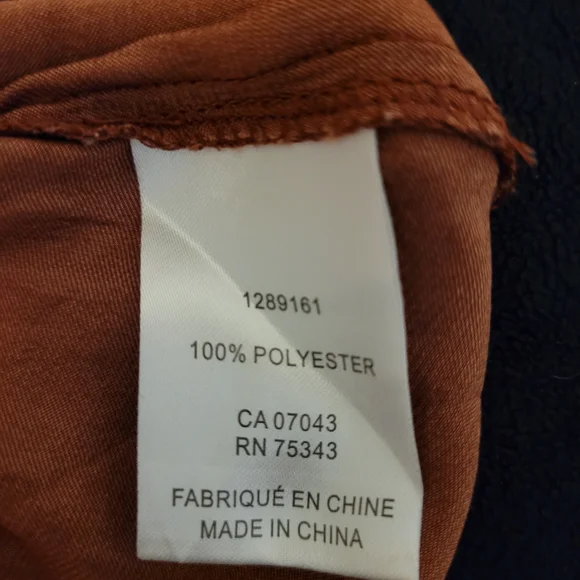 1289161
100% POLYESTER
CA 07043
RN 75343
FABRIQUÉ EN CHINE
MADE IN CHINA